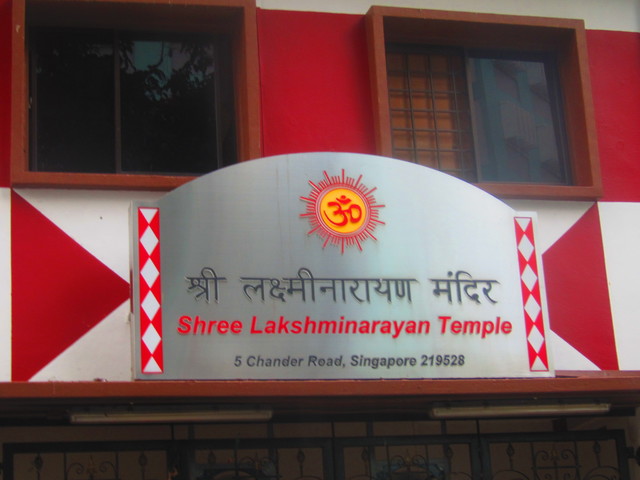 ॐ
श्री लक्ष्मीनारायण मंदिर
Shree Lakshminarayan Temple
5 Chander Road, Singapore 219528